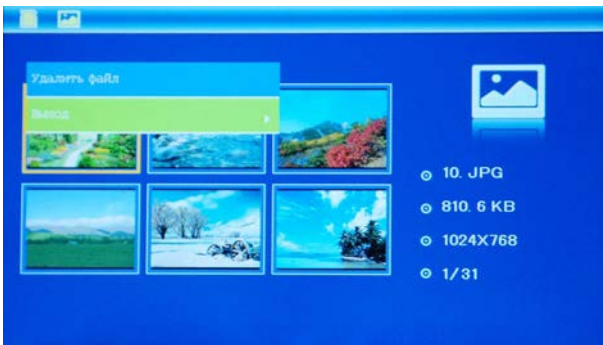 Удалить файл
Выход
10. JPG
810. 6 KB
1024X768
1/31